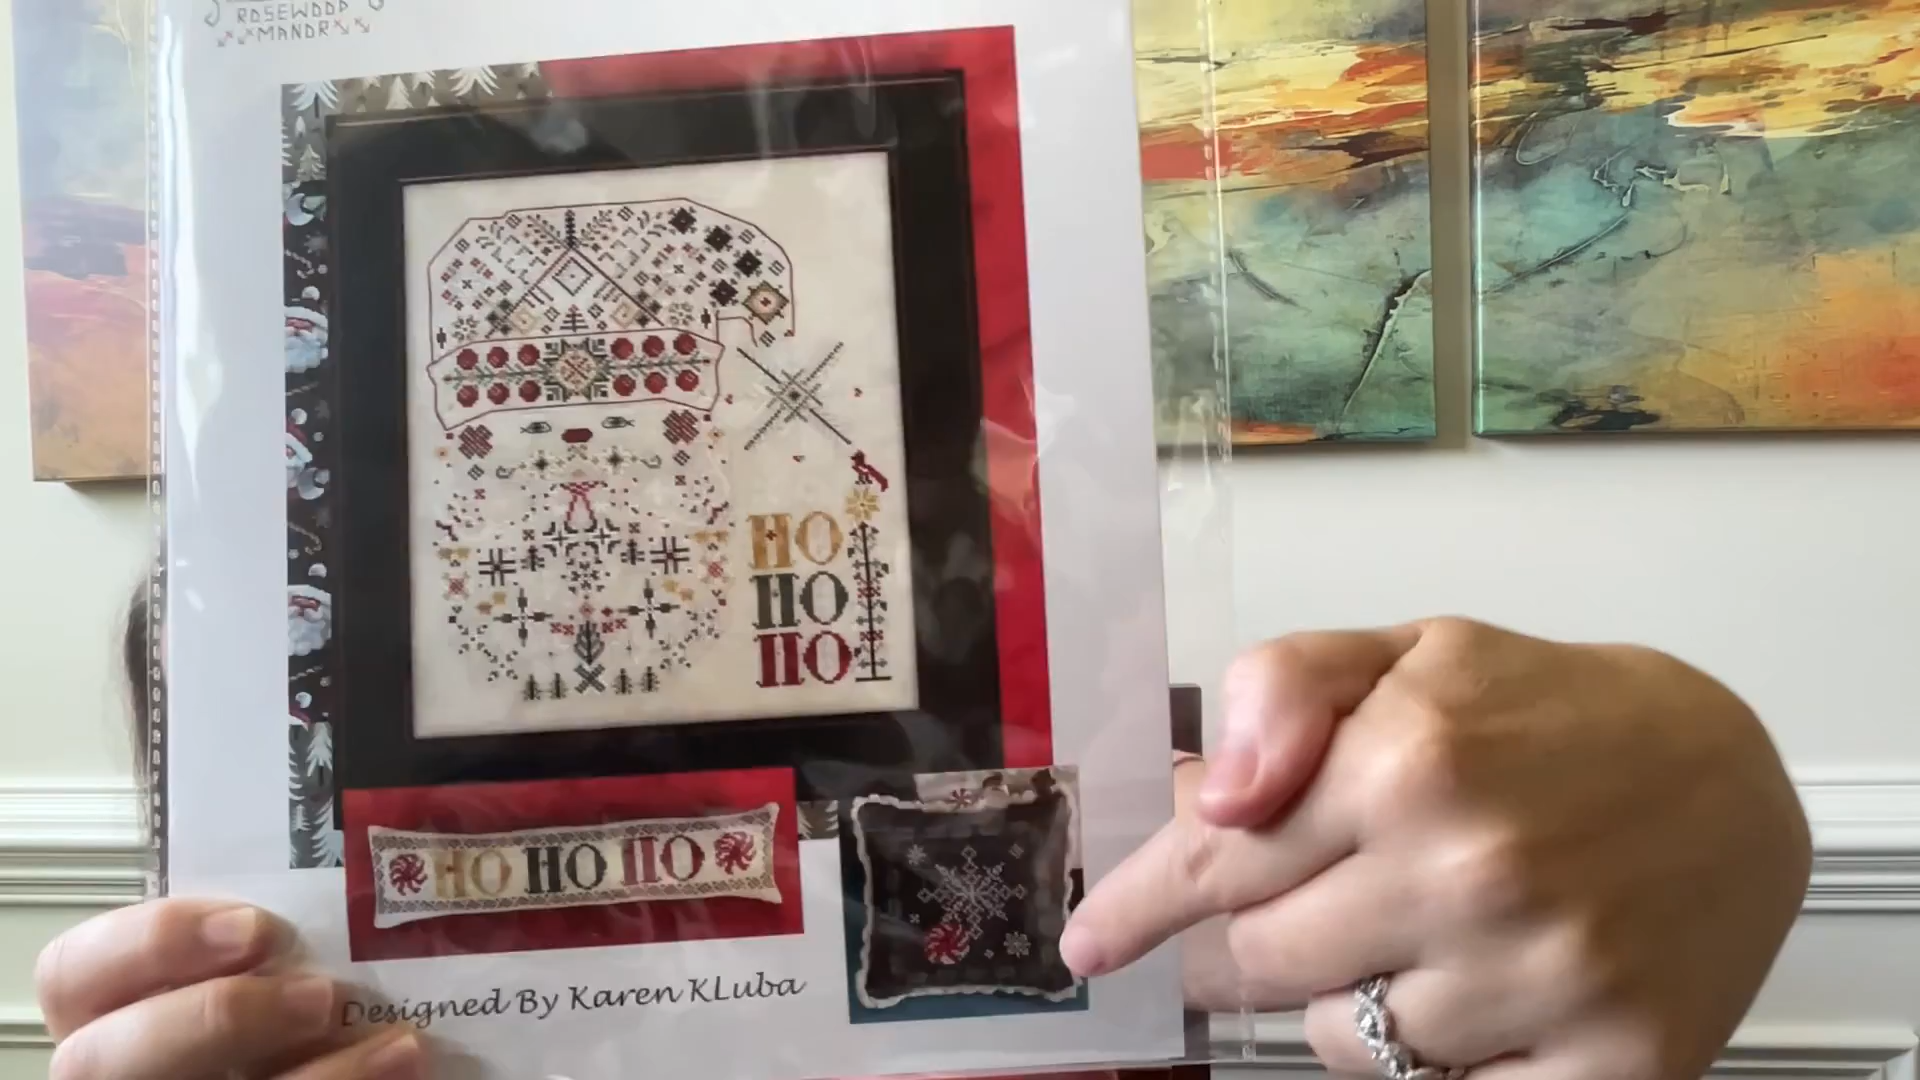 ROSEWOOD
MANOR
HO
HO
HO
HO HO HO
Designed By Karen KLuba